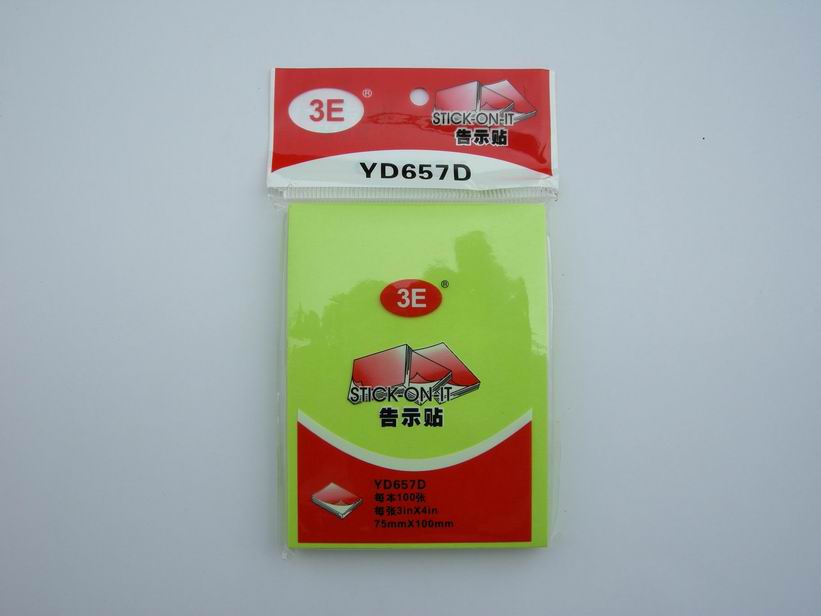 3E®
STICK-ON-IT
告示贴
YD657D
3E®
STICK-ON-IT
告示贴
YD657D
每本100张
每张3inX4in
75mmX100mm